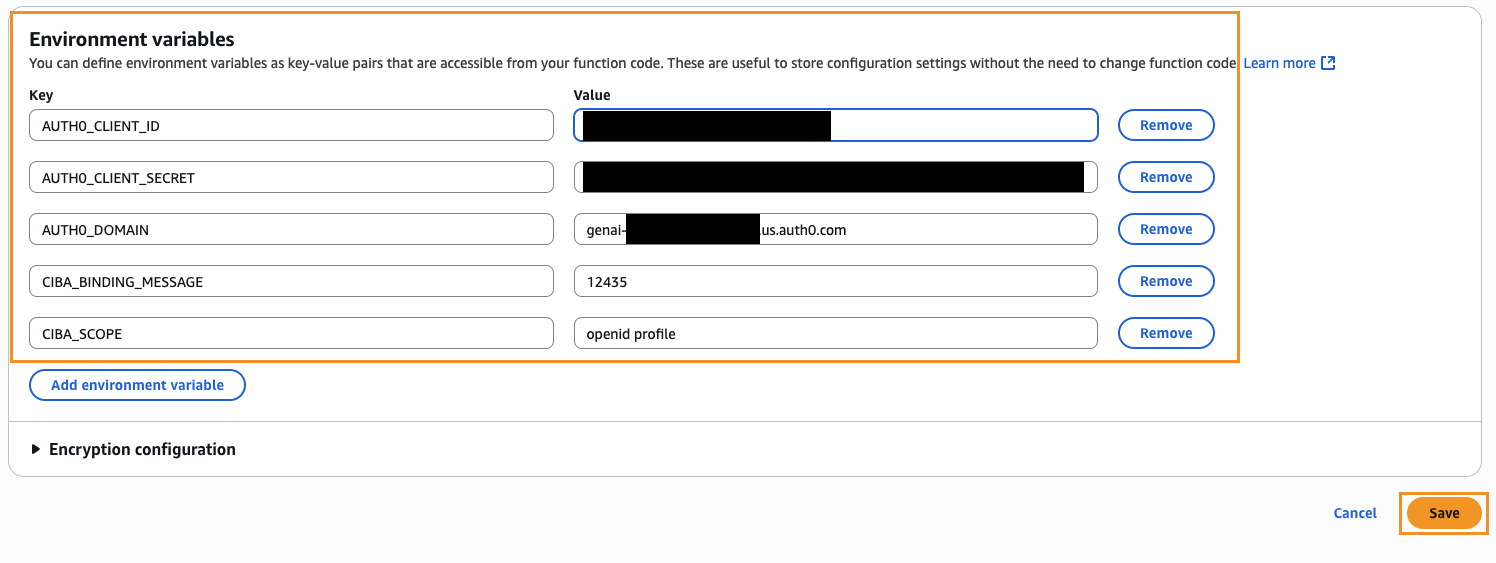 Environment variables
You can define environment variables as key-value pairs that are accessible from your function code. These are useful to store configuration settings without the need to change function code. Learn more
Key Value
AUTH0_CLIENT_ID Remove
AUTH0_CLIENT_SECRET Remove
AUTH0_DOMAIN genai- .us.auth0.com Remove
CIBA_BINDING_MESSAGE 12435 Remove
CIBA_SCOPE openid profile Remove
Add environment variable
Encryption configuration
Cancel Save